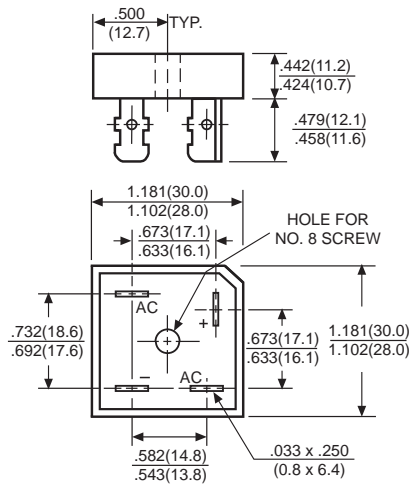 .500
(12.7)
TYP.
.442(11.2)
.424(10.7)
.479(12.1)
.458(11.6)
1.181(30.0)
1.102(28.0)
.673(17.1)
.633(16.1)
HOLE FOR
NO. 8 SCREW
AC
+
.732(18.6)
.692(17.6)
.673(17.1)
.633(16.1)
1.181(30.0)
1.102(28.0)
–
AC
.582(14.8)
.543(13.8)
.033 x .250
(0.8 x 6.4)